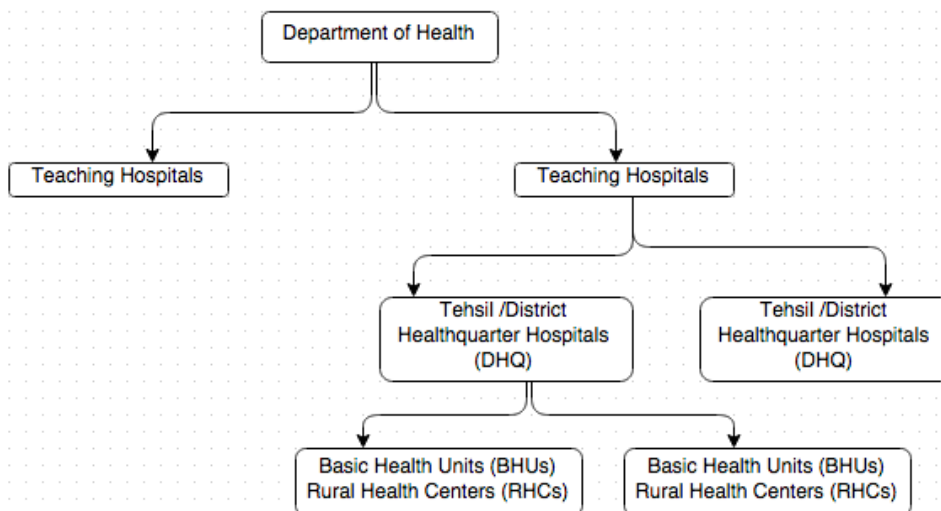 Department of Health
Teaching Hospitals
Teaching Hospitals
Tehsil /District
Healthquarter Hospitals
(DHQ)
Tehsil /District
Healthquarter Hospitals
(DHQ)
Basic Health Units (BHUs)
Rural Health Centers (RHCs)
Basic Health Units (BHUs)
Rural Health Centers (RHCs)